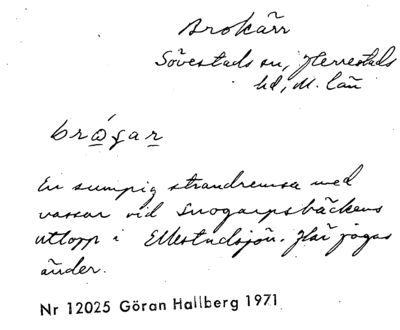 Brokärr
Sövestads sn, Herrestads
hd, M. län
brågar
En sumpig strandremsa med
vassar vid Snogarpsbäckens
utlopp i Ellestadsjön. Här jagas
änder.
Nr 12025 Göran Hallberg 1971